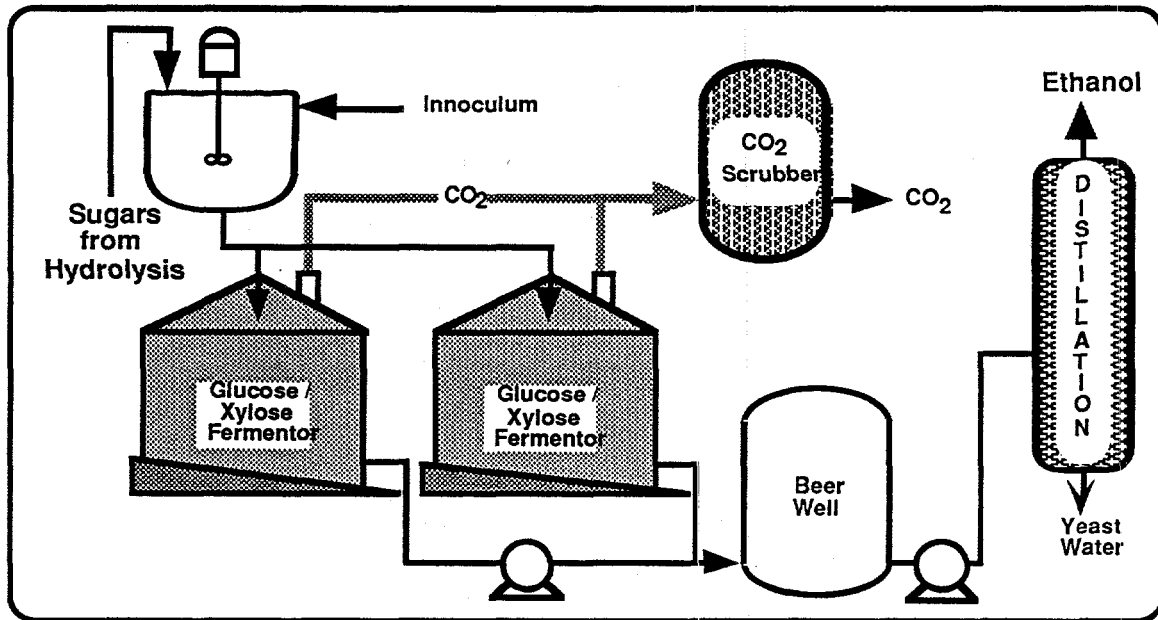 Innoculum
Sugars
from
Hydrolysis
CO2
CO2
Scrubber
CO2
Ethanol
DISTILLATION
Glucose /
Xylose
Fermentor
Glucose /
Xylose
Fermentor
Beer
Well
Yeast
Water